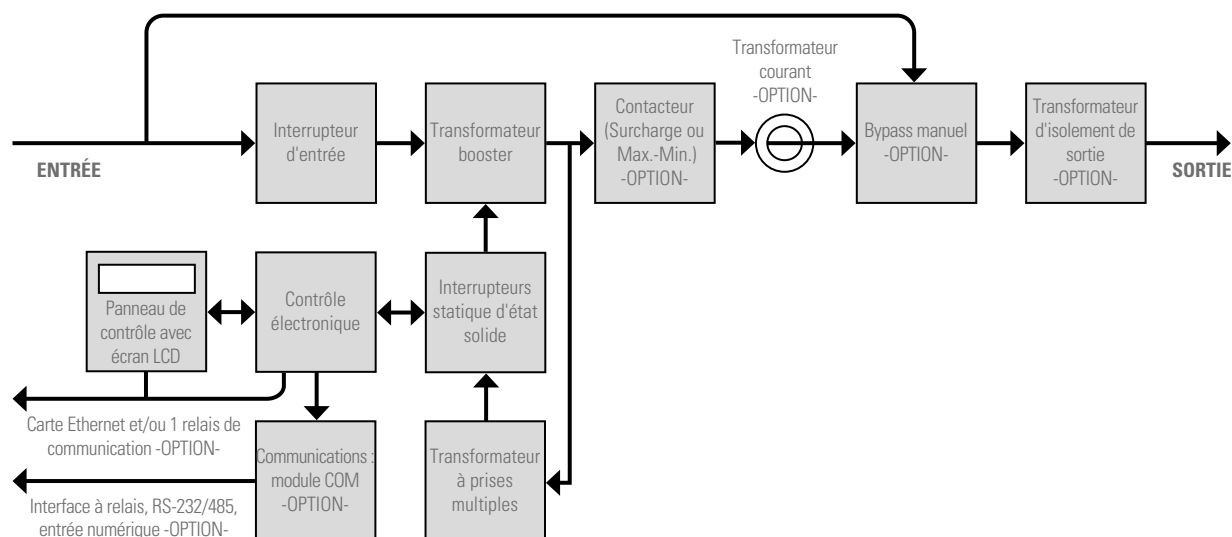 Transformateur
courant
-OPTION-
Interrupteur
d'entrée
Transformateur
booster
Contacteur
(Surcharge ou
Max.-Min.)
-OPTION-
Bypass manuel
-OPTION-
Transformateur
d'isolement de
sortie
-OPTION-
ENTRÉE
SORTIE
Panneau de
contrôle avec
écran LCD
Contrôle
électronique
Interrupteurs
statique d'état
solide
Carte Ethernet et/ou 1 relais de
communication -OPTION-
Communications :
module COM
-OPTION-
Transformateur
à prises
multiples
Interface à relais, RS-232/485,
entrée numérique -OPTION-